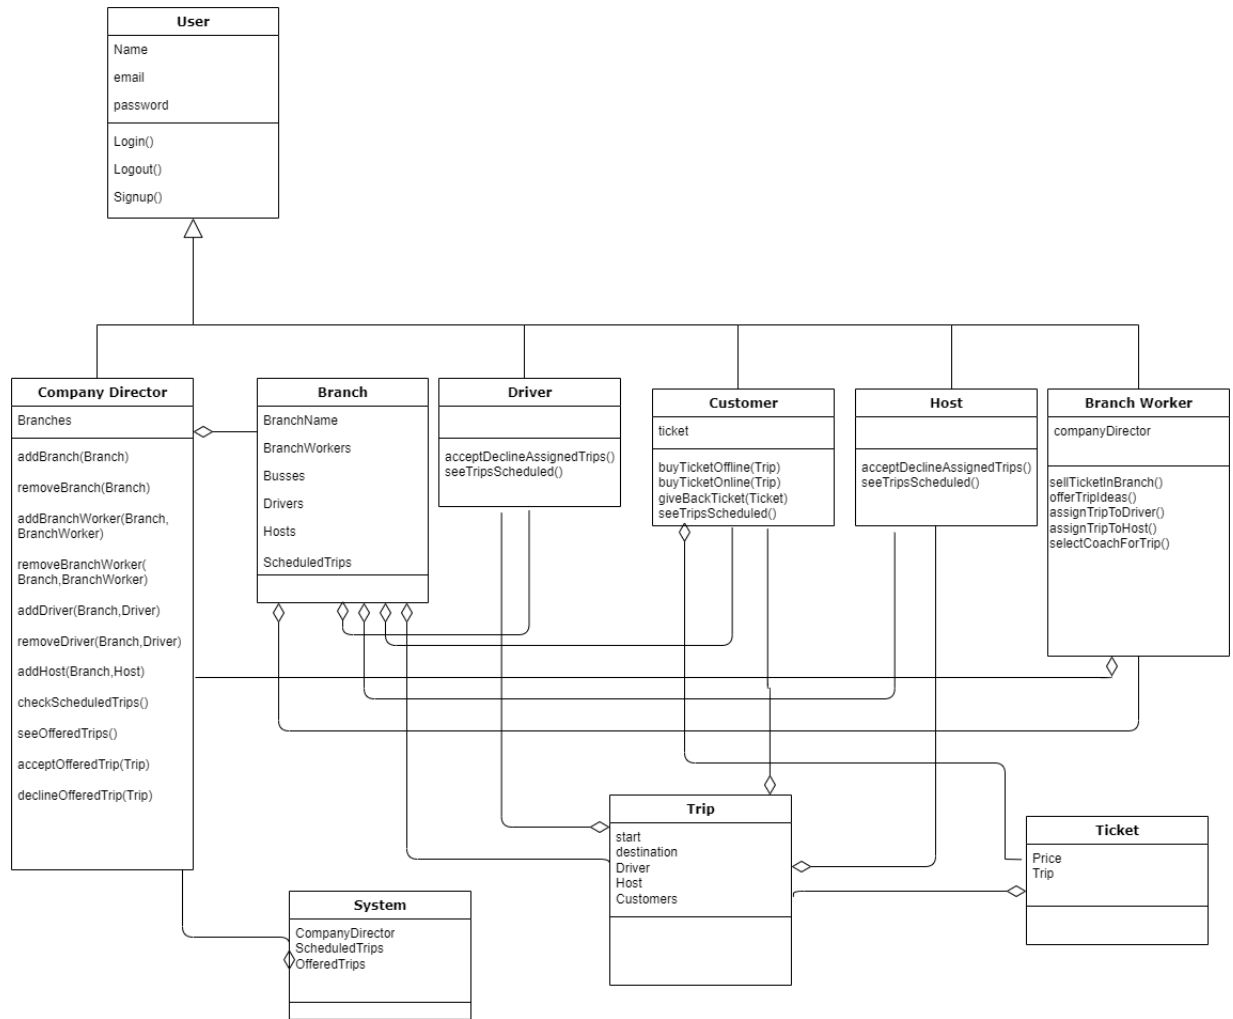 User
Name
email
password
Login()
Logout()
Signup()
Company Director
Branches
addBranch(Branch)
removeBranch(Branch)
addBranchWorker(Branch,
BranchWorker)
removeBranchWorker(
Branch,BranchWorker)
addDriver(Branch,Driver)
removeDriver(Branch,Driver)
addHost(Branch,Host)
checkScheduledTrips()
seeOfferedTrips()
acceptOfferedTrip(Trip)
declineOfferedTrip(Trip)
Branch
BranchName
BranchWorkers
Busses
Drivers
Hosts
ScheduledTrips
Driver
acceptDeclineAssignedTrips()
seeTripsScheduled()
Customer
ticket
buyTicketOffline(Trip)
buyTicketOnline(Trip)
giveBackTicket(Ticket)
seeTripsScheduled()
Host
acceptDeclineAssignedTrips()
seeTripsScheduled()
Branch Worker
companyDirector
sellTicketInBranch()
offerTripIdeas()
assignTripToDriver()
assignTripToHost()
selectCoachForTrip()
Trip
start
destination
Driver
Host
Customers
Ticket
Price
Trip
System
CompanyDirector
ScheduledTrips
OfferedTrips